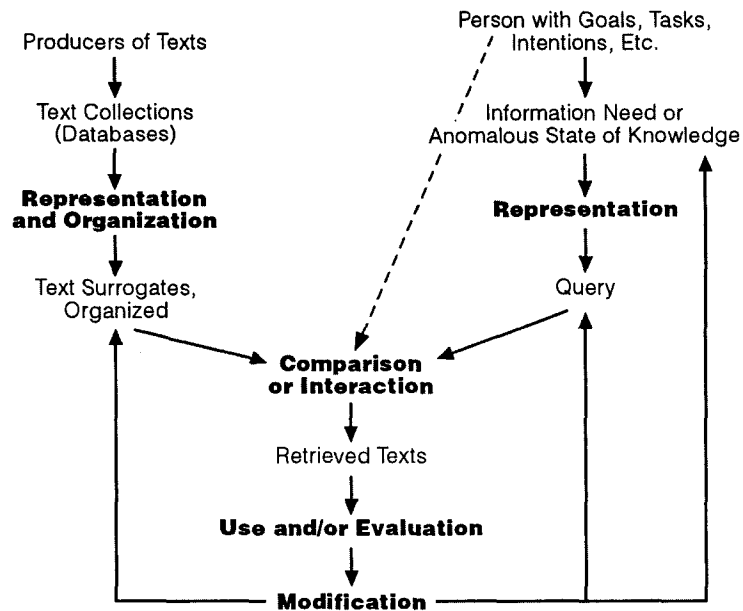 Producers of Texts
Person with Goals, Tasks,
Intentions, Etc.
Text Collections
(Databases)
Information Need or
Anomalous State of Knowledge
Representation
and Organization
Representation
Text Surrogates,
Organized
Query
Comparison
or Interaction
Retrieved Texts
Use and/or Evaluation
Modification